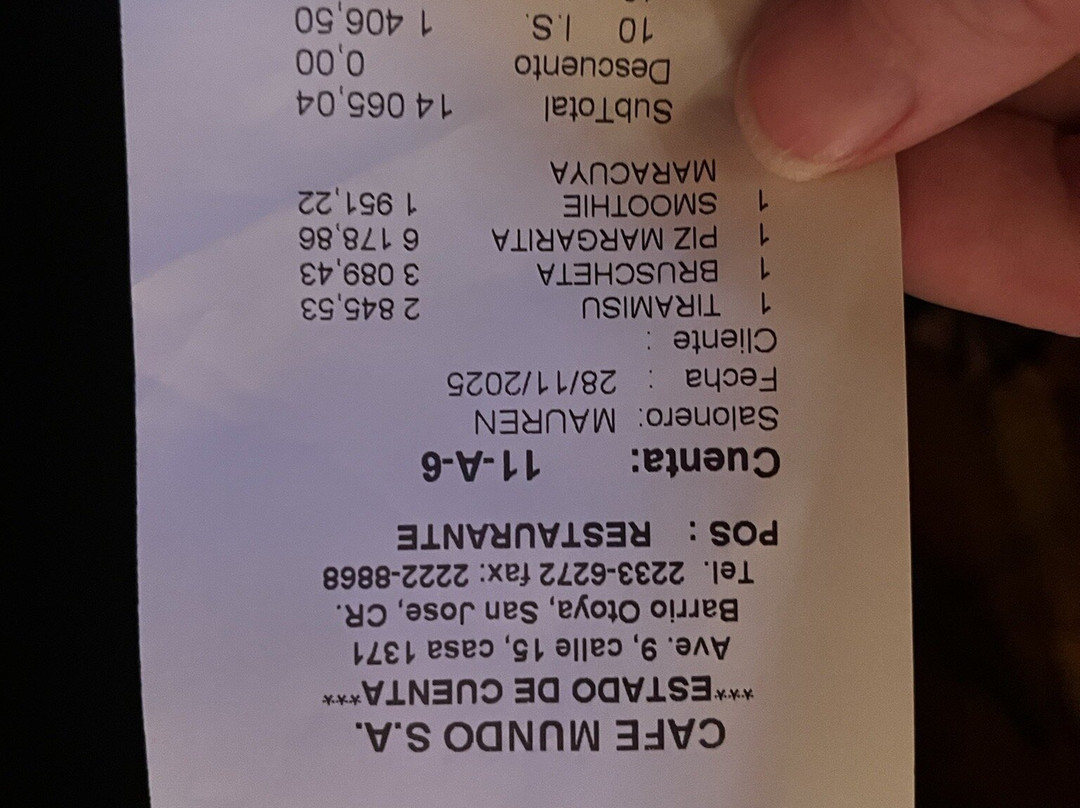 CAFE MUNDO S.A.
***ESTADO DE CUENTA***
Ave. 9, calle 15, casa 1371
Barrio Otoya, San Jose, CR.
Tel. 2233-6272 fax: 2222-8868
POS : RESTAURANTE
Cuenta: 11-A-6
Salonero: MAUREN
Fecha : 28/11/2025
Cliente :
1 TIRAMISU 2 845,53
1 BRUSCHETA 3 089,43
1 PIZ MARGARITA 6 178,86
1 SMOOTHIE 1 951,22
MARACUYA
SubTotal 14 065,04
Descuento 0,00
10 I.S. 1 406,50